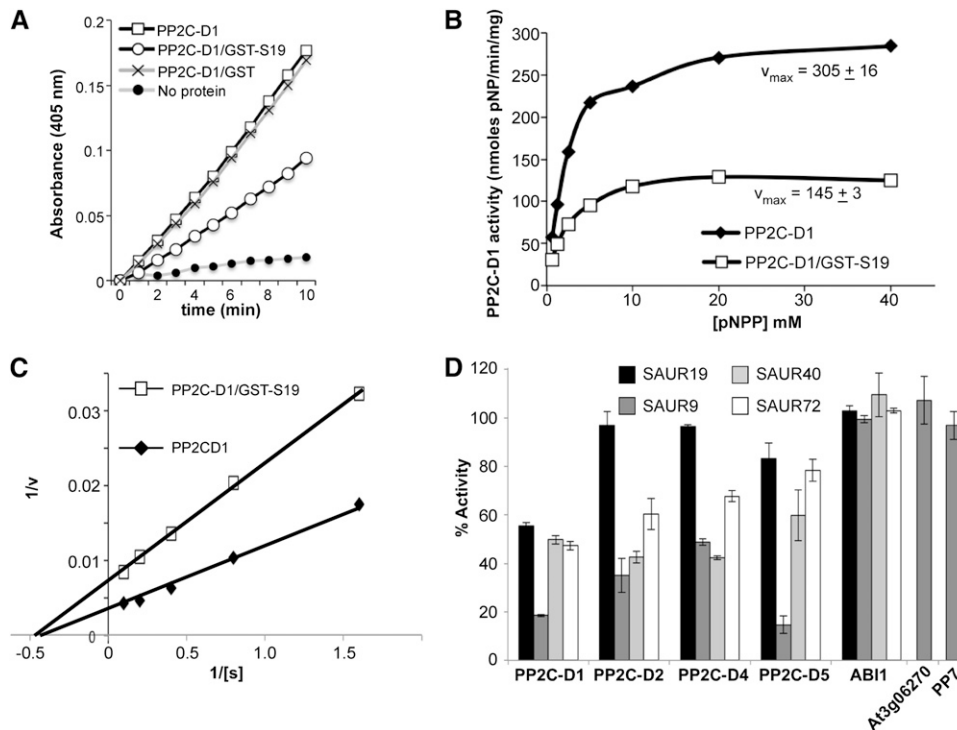 A
0.2
0.15
0.1
0.05
0
Absorbance (405 nm)
PP2C-D1
PP2C-D1/GST-S19
PP2C-D1/GST
No protein
0 2 4 6 8 10
time (min)
B
300
250
200
150
100
50
0
PP2C-D1 activity (nmoles pNP/min/mg)
vmax = 305 ± 16
vmax = 145 ± 3
PP2C-D1
PP2C-D1/GST-S19
0 10 20 30 40
[pNPP] mM
C
PP2C-D1/GST-S19
PP2CD1
0.03
0.02
0.01
0
1/v
-0.5 0 0.5 1.0 1.5
1/[s]
D
SAUR19 SAUR40
SAUR9 SAUR72
120
100
80
60
40
20
0
% Activity
PP2C-D1 PP2C-D2 PP2C-D4 PP2C-D5 ABI1 At3g06270 PP7